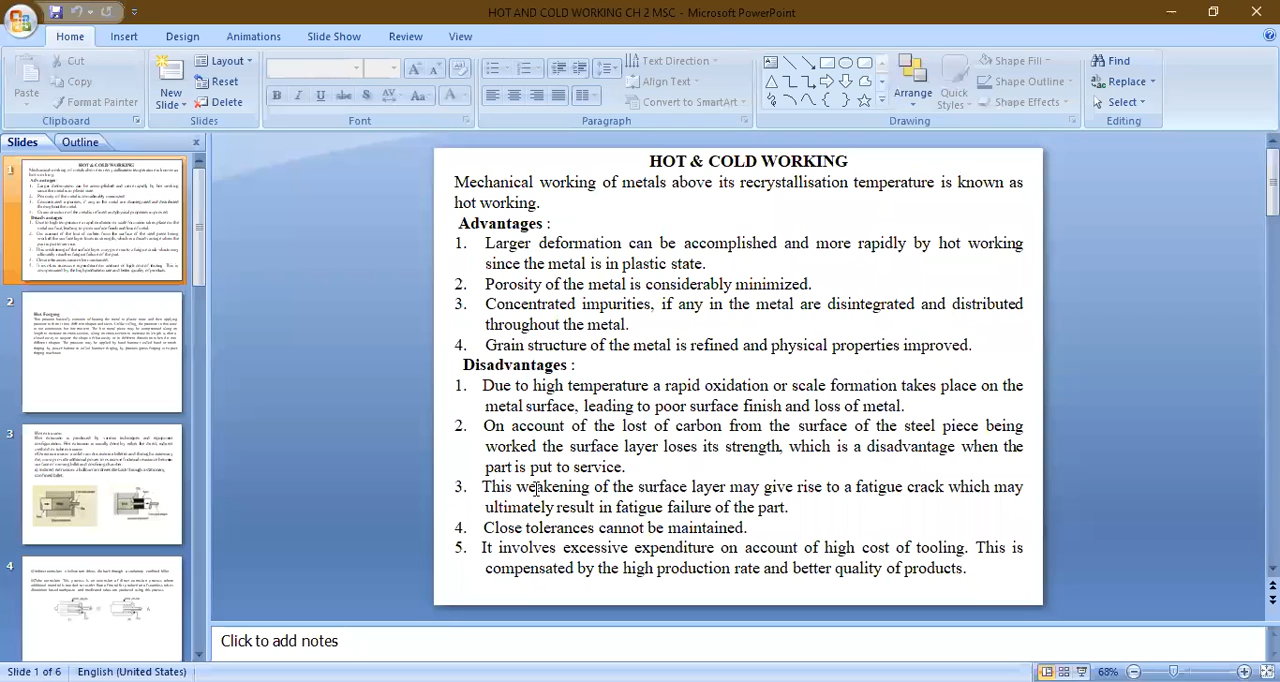 HOT AND COLD WORKING CH 2 MSC - Microsoft PowerPoint
Home Insert Design Animations Slide Show Review View
Paste
Cut
Copy
Format Painter
Clipboard
New Slide
Layout
Reset
Delete
Slides
B I U abc S AV Aa A
Font
Text Direction
Align Text
Convert to SmartArt
Paragraph
Arrange
Quick Styles
Shape Fill
Shape Outline
Shape Effects
Drawing
Find
Replace
Select
Editing
Slides Outline
1
2
3
4
HOT & COLD WORKING
Mechanical working of metals above its recrystallisation temperature is known as
hot working.
Advantages :
1. Larger deformation can be accomplished and more rapidly by hot working
since the metal is in plastic state.
2. Porosity of the metal is considerably minimized.
3. Concentrated impurities, if any in the metal are disintegrated and distributed
throughout the metal.
4. Grain structure of the metal is refined and physical properties improved.
Disadvantages :
1. Due to high temperature a rapid oxidation or scale formation takes place on the
metal surface, leading to poor surface finish and loss of metal.
2. On account of the lost of carbon from the surface of the steel piece being
worked the surface layer loses its strength, which is a disadvantage when the
part is put to service.
3. This weakening of the surface layer may give rise to a fatigue crack which may
ultimately result in fatigue failure of the part.
4. Close tolerances cannot be maintained.
5. It involves excessive expenditure on account of high cost of tooling. This is
compensated by the high production rate and better quality of products.
Click to add notes
Slide 1 of 6 English (United States) 68%